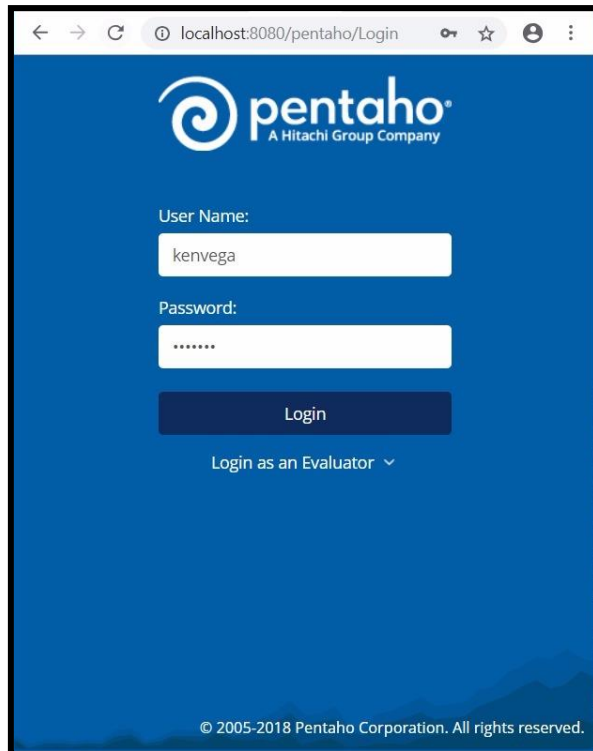 localhost:8080/pentaho/Login
pentaho®
A Hitachi Group Company
User Name:
kenvega
Password:
•••••••
Login
Login as an Evaluator
© 2005-2018 Pentaho Corporation. All rights reserved.